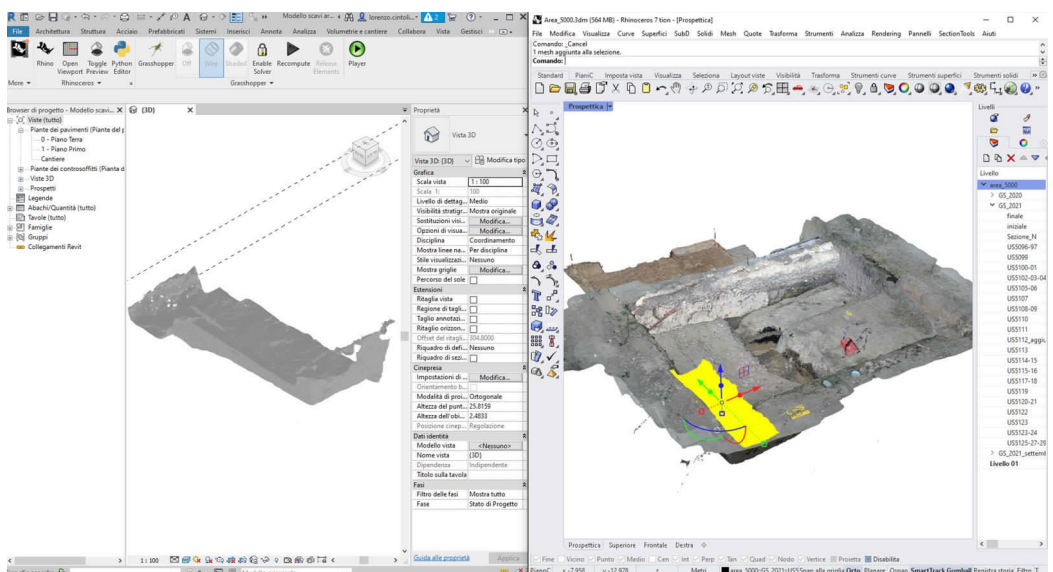 Modello scavi ar...
lorenzo.cintoli...
2
File Architettura Struttura Acciaio Prefabbricati Sistemi Inserisci Annota Analizza Volumetrie e cantiere Collabora Vista Gestisci
Rhino Open Viewport Toggle Preview Python Editor Grasshopper Off Wire Shaded Enable Solver Recompute Release Elements Player
More Rhinoceros Grasshopper
Browser di progetto - Modello scavi... X
Viste (tutto)
Piante dei pavimenti (Piante del p
0 - Piano Terra
1 - Piano Primo
Cantiere
Piante dei controsoffitti (Pianta d
Viste 3D
Prospetti
Legende
Abachi/Quantità (tutto)
Tavole (tutto)
Famiglie
Gruppi
Collegamenti Revit
{3D} X
1 : 100
Proprietà X
Vista 3D
Vista 3D: {3D} Modifica tipo
Grafica
Scala vista 1 : 100
Scala 1: 100
Livello di dettag... Medio
Visibilità stratigr... Mostra originale
Sostituzioni visi... Modifica...
Opzioni di visua... Modifica...
Disciplina Coordinamento
Mostra linee na... Per disciplina
Stile visualizzazi... Nessuno
Mostra griglie Modifica...
Percorso del sole
Estensioni
Ritaglia vista
Regione di tagli...
Taglio annotazi...
Ritaglio orizzon...
Offset del ritagli... 304.8000
Riquadro di defi... Nessuno
Riquadro di sezi...
Cinepresa
Impostazioni di ... Modifica...
Orientamento b...
Modalità di proi... Ortogonale
Altezza del punt... 25.8159
Altezza dell'obi... 2.4833
Posizione cinep... Regolazione
Dati identità
Modello vista <Nessuno>
Nome vista {3D}
Dipendenza Indipendente
Titolo sulla tavola
Fasi
Filtro delle fasi Mostra tutto
Fase Stato di Progetto
Guida alle proprietà Applica
Area_5000.3dm (564 MB) - Rhinoceros 7 tion - [Prospettica]
File Modifica Visualizza Curve Superfici SubD Solidi Mesh Quote Trasforma Strumenti Analizza Rendering Pannelli SectionTools Aiuti
Comando: _Cancel
1 mesh aggiunta alla selezione.
Comando:
Standard PianiC Imposta vista Visualizza Seleziona Layout viste Visibilità Trasforma Strumenti curve Strumenti superfici Strumenti solidi
Prospettica
Livelli
Livello
area_5000
GS_2020
GS_2021
finale
iniziale
Sezione_N
US5096-97
US5099
US5100-01
US5102-03-04
US5105-06
US5107
US5108-09
US5110
US5111
US5112_aggiu
US5113
US5114-15
US5115-16
US5117-18
US5119
US5120-21
US5122
US5123
US5123-24
US5125-27-29
GS_2021_settemb
Livello 01
Prospettica Superiore Frontale Destra
Fine Vicino Punto Medio Cen Int Perp Tan Quad Nodo Vertice Proietta Disabilita
PianoC x -7.958 y -12.978 z Metri area_5000>GS_2021>US5 Snap alla griglia Orto Planare Osnap SmartTrack Gumball Registra storia Filtro